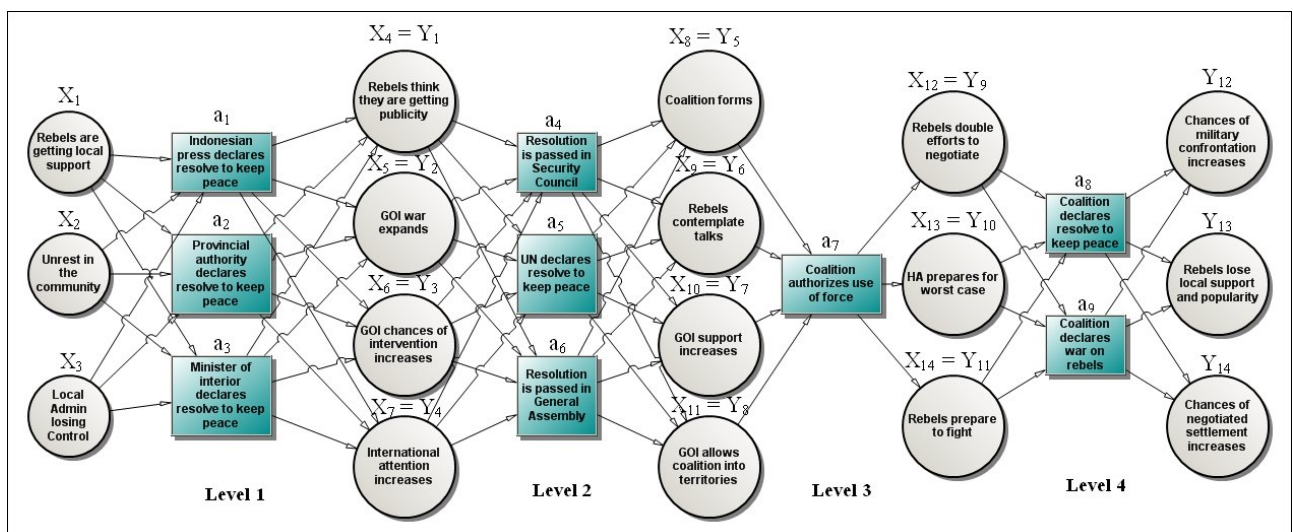 X₁
Rebels are
getting local
support
X₂
Unrest in
the
community
X₃
Local
Admin
losing
Control
a₁
Indonesian
press declares
resolve to keep
peace
a₂
Provincial
authority
declares
resolve to keep
peace
a₃
Minister of
interior
declares
resolve to keep
peace
Level 1
X₄ = Y₁
Rebels think
they are getting
publicity
X₅ = Y₂
GOI war
expands
X₆ = Y₃
GOI chances of
intervention
increases
X₇ = Y₄
International
attention
increases
a₄
Resolution
is passed in
Security
Council
a₅
UN declares
resolve to
keep peace
a₆
Resolution
is passed in
General
Assembly
Level 2
X₈ = Y₅
Coalition forms
X₉ = Y₆
Rebels
contemplate
talks
X₁₀ = Y₇
GOI support
increases
X₁₁ = Y₈
GOI allows
coalition into
territories
a₇
Coalition
authorizes use
of force
Level 3
X₁₂ = Y₉
Rebels double
efforts to
negotiate
X₁₃ = Y₁₀
HA prepares for
worst case
X₁₄ = Y₁₁
Rebels prepare
to fight
a₈
Coalition
declares
resolve to
keep peace
a₉
Coalition
declares
war on
rebels
Level 4
Y₁₂
Chances of
military
confrontation
increases
Y₁₃
Rebels lose
local support
and popularity
Y₁₄
Chances of
negotiated
settlement
increases